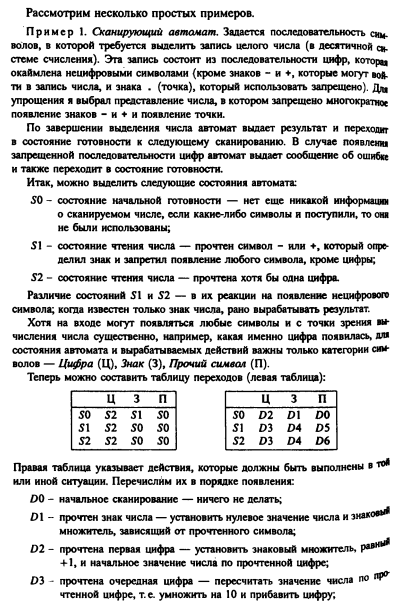 Рассмотрим несколько простых примеров.
Пример 1. Сканирующий автомат. Задается последовательность сим-
волов, в которой требуется выделить запись целого числа (в десятичной си-
стеме счисления). Эта запись состоит из последовательности цифр, которая
окаймлена нецифровыми символами (кроме знаков - и +, которые могут вой-
ти в запись числа, и знака . (точка), который использовать запрещено). Для
упрощения я выбрал представление числа, в котором запрещено многократное
появление знаков - и + и появление точки.
По завершении выделения числа автомат выдает результат и переходит
в состояние готовности к следующему сканированию. В случае появления
запрещенной последовательности цифр автомат выдает сообщение об ошибке
и также переходит в состояние готовности.
Итак, можно выделить следующие состояния автомата:
S0 – состояние начальной готовности — нет еще никакой информации
о сканируемом числе, если какие-либо символы и поступили, то они
не были использованы;
S1 – состояние чтения числа — прочтен символ - или +, который опре-
делил знак и запретил появление любого символа, кроме цифры;
S2 – состояние чтения числа — прочтена хотя бы одна цифра.
Различие состояний S1 и S2 — в их реакции на появление нецифрового
символа; когда известен только знак числа, рано вырабатывать результат.
Хотя на входе могут появляться любые символы и с точки зрения вы-
числения числа существенно, например, какая именно цифра появилась, для
состояния автомата и вырабатываемых действий важны только категории сим-
волов — Цифра (Ц), Знак (З), Прочий символ (П).
Теперь можно составить таблицу переходов (левая таблица):
Ц З П Ц З П
S0 S2 S1 S0 S0 D2 D1 D0
S1 S2 S0 S0 S1 D3 D4 D5
S2 S2 S0 S0 S2 D3 D4 D6
Правая таблица указывает действия, которые должны быть выполнены в той
или иной ситуации. Перечислим их в порядке появления:
D0 – начальное сканирование — ничего не делать;
D1 – прочтен знак числа — установить нулевое значение числа и знаковый
множитель, зависящий от прочтенного символа;
D2 – прочтена первая цифра — установить знаковый множитель, равный
+1, и начальное значение числа по прочтенной цифре;
D3 – прочтена очередная цифра — пересчитать значение числа по про-
чтенной цифре, т.е. умножить на 10 и прибавить цифру;